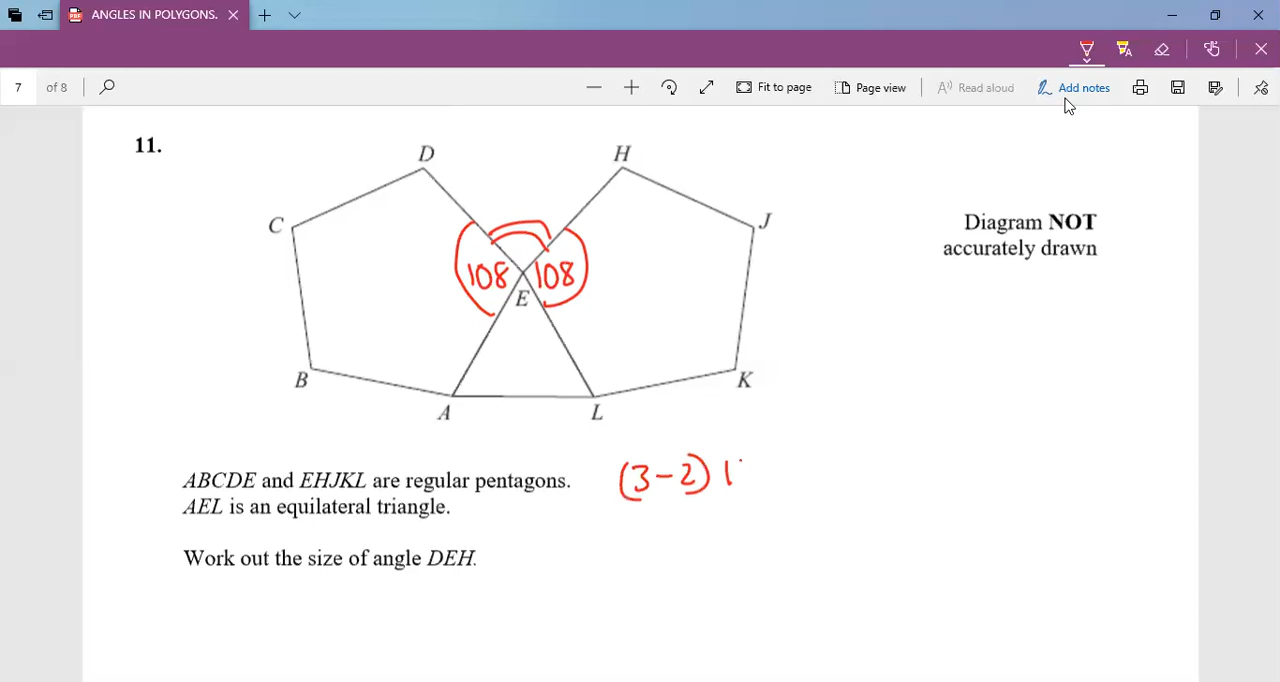 ANGLES IN POLYGONS.
7 of 8
Fit to page
Page view
Read aloud
Add notes
11.
D
H
C
J
Diagram NOT
accurately drawn
108 108
E
B
K
A
L
ABCDE and EHJKL are regular pentagons.
(3-2) 1
AEL is an equilateral triangle.
Work out the size of angle DEH.